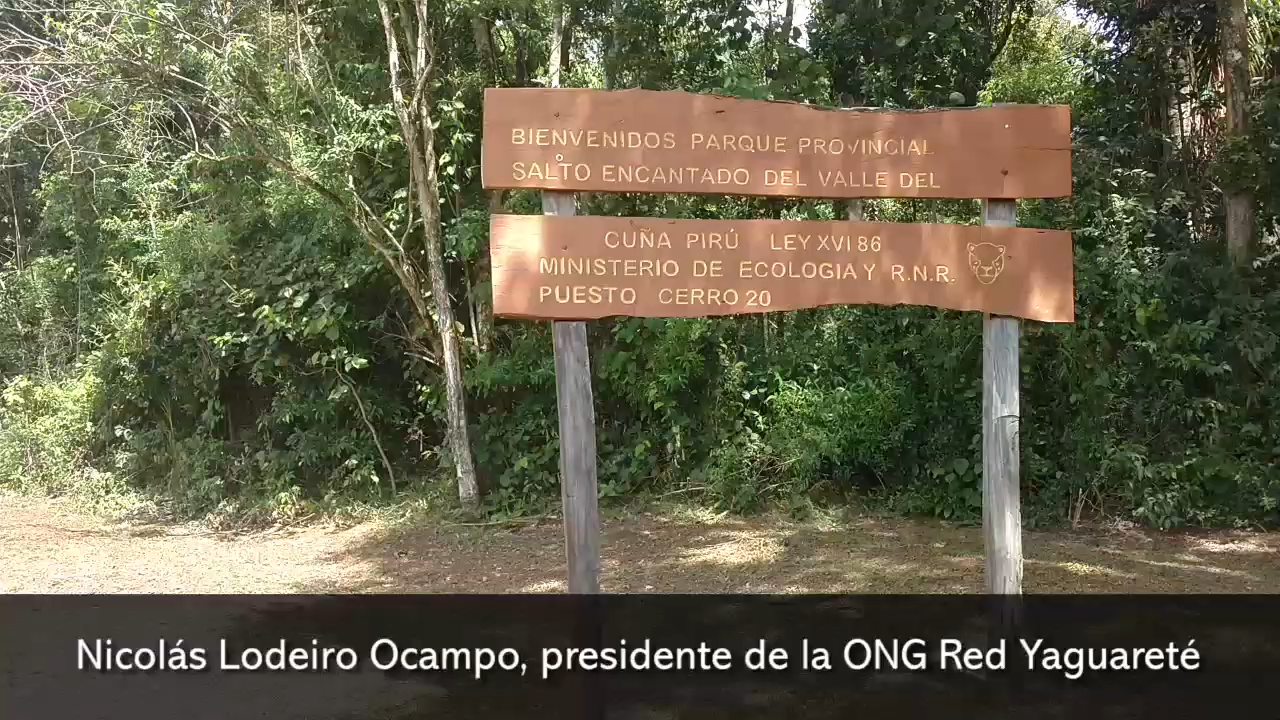 BIENVENIDOS PARQUE PROVINCIAL
SALTO ENCANTADO DEL VALLE DEL
CUÑA PIRÚ LEY XVI 86
MINISTERIO DE ECOLOGIA Y R.N.R.
PUESTO CERRO 20
Nicolás Lodeiro Ocampo, presidente de la ONG Red Yaguareté